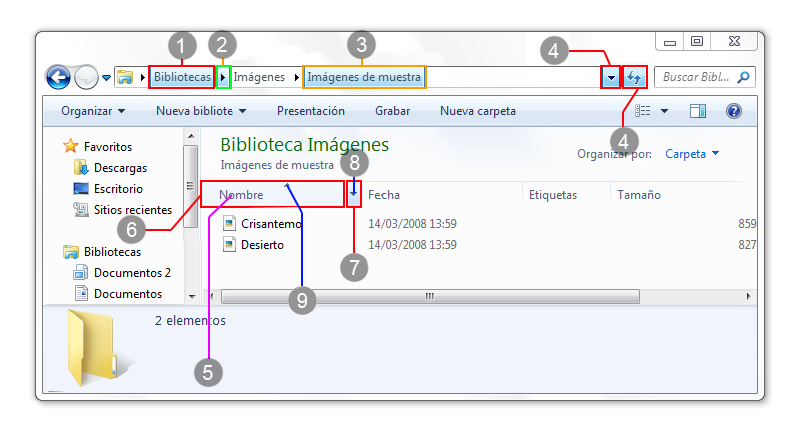 1 2 3 4
Bibliotecas Imágenes Imágenes de muestra Buscar Bibl...
Organizar Nueva bibliote Presentación Grabar Nueva carpeta
4
Favoritos
Descargas
Escritorio
Sitios recientes
Bibliotecas
Documentos 2
Documentos
Biblioteca Imágenes
Imágenes de muestra
8
Organizar por: Carpeta
Nombre Fecha Etiquetas Tamaño
6
Crisantemo 14/03/2008 13:59 859
Desierto 14/03/2008 13:59 827
7
9
2 elementos
5